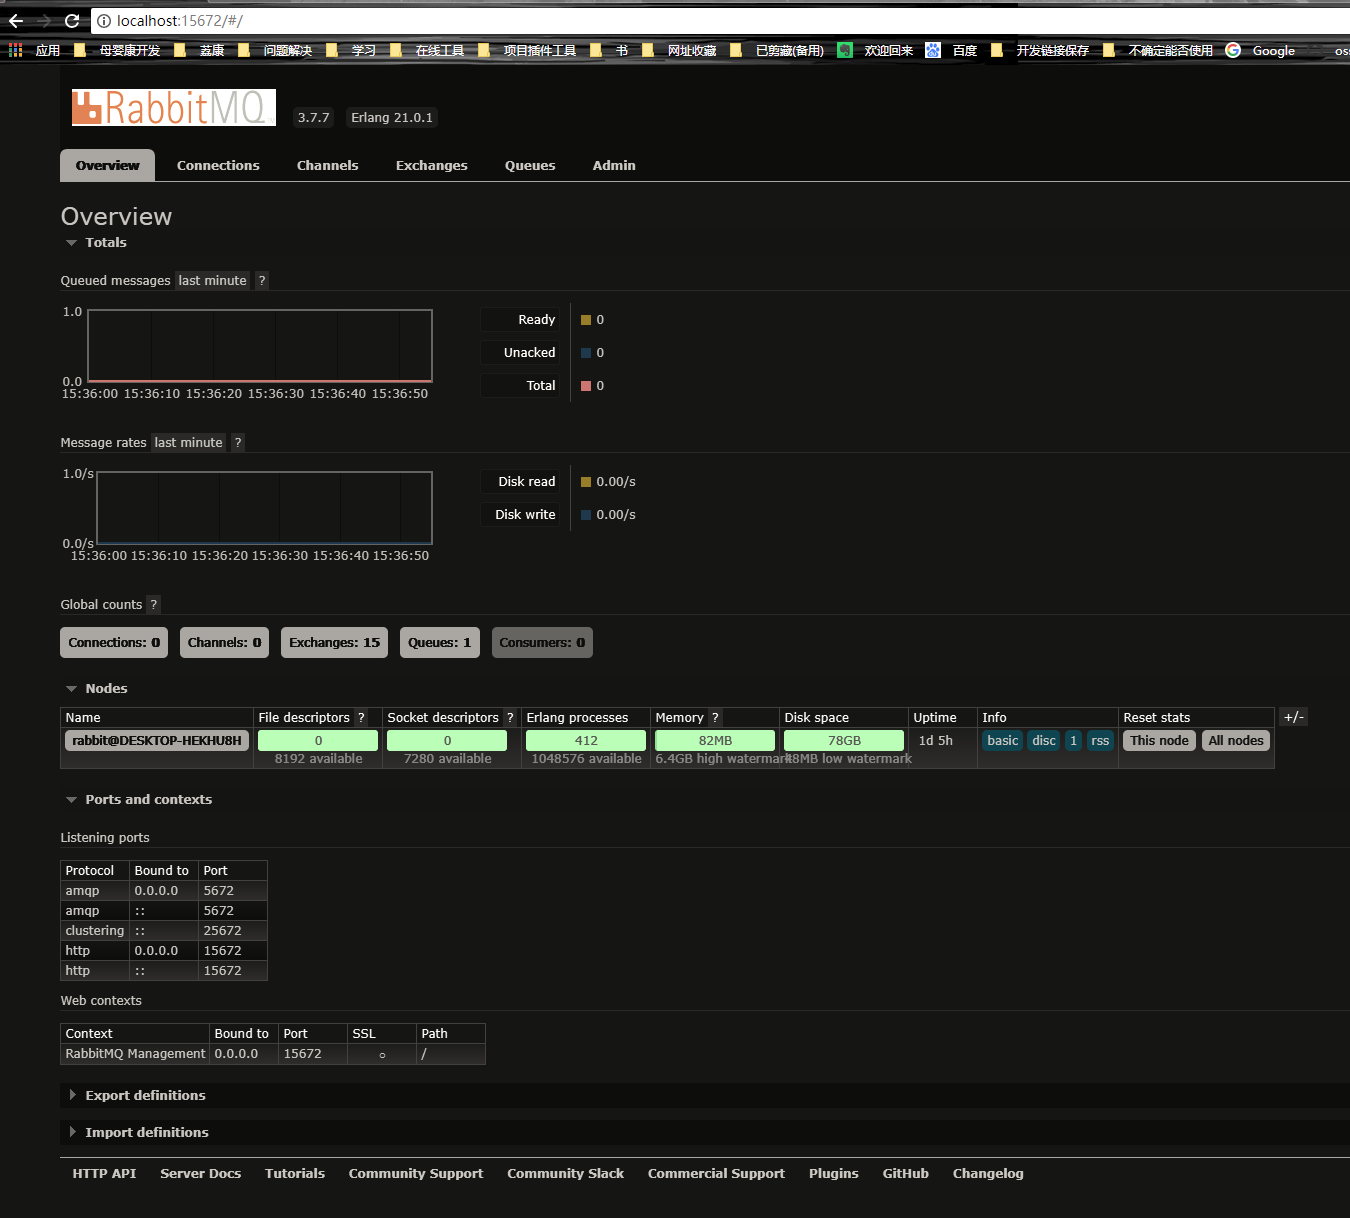 localhost:15672/#/
应用 母婴康开发 蓋康 问题解决 学习 在线工具 项目插件工具 书 网址收藏 已剪藏(备用) 欢迎回来 百度 开发链接保存 不确定能否使用 Google oss
RabbitMQ 3.7.7 Erlang 21.0.1
Overview Connections Channels Exchanges Queues Admin
Overview
Totals
Queued messages last minute ?
1.0
0.0
15:36:00 15:36:10 15:36:20 15:36:30 15:36:40 15:36:50
Ready 0
Unacked 0
Total 0
Message rates last minute ?
1.0/s
0.0/s
15:36:00 15:36:10 15:36:20 15:36:30 15:36:40 15:36:50
Disk read 0.00/s
Disk write 0.00/s
Global counts ?
Connections: 0 Channels: 0 Exchanges: 15 Queues: 1 Consumers: 0
Nodes
Name File descriptors ? Socket descriptors ? Erlang processes Memory ? Disk space Uptime Info Reset stats +/-
rabbit@DESKTOP-HEKHU8H 0 0 412 82MB 78GB 1d 5h basic disc 1 rss This node All nodes
8192 available 7280 available 1048576 available 6.4GB high watermark 48MB low watermark
Ports and contexts
Listening ports
Protocol Bound to Port
amqp 0.0.0.0 5672
amqp :: 5672
clustering :: 25672
http 0.0.0.0 15672
http :: 15672
Web contexts
Context Bound to Port SSL Path
RabbitMQ Management 0.0.0.0 15672 ○ /
Export definitions
Import definitions
HTTP API Server Docs Tutorials Community Support Community Slack Commercial Support Plugins GitHub Changelog